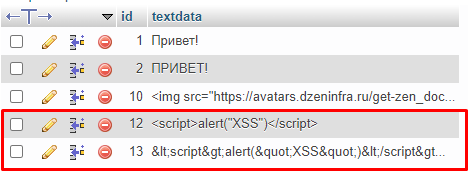 id textdata
1 Привет!
2 ПРИВЕТ!
10 <img src="https://avatars.dzeninfra.ru/get-zen_doc...
12 <script>alert("XSS")</script>
13 &lt;script&gt;alert(&quot;XSS&quot;)&lt;/script&gt...